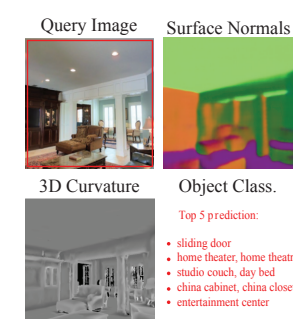 Query Image
Surface Normals
3D Curvature
Object Class.
Top 5 prediction:
• sliding door
• home theater, home theatr
• studio couch, day bed
• china cabinet, china close
• entertainment center